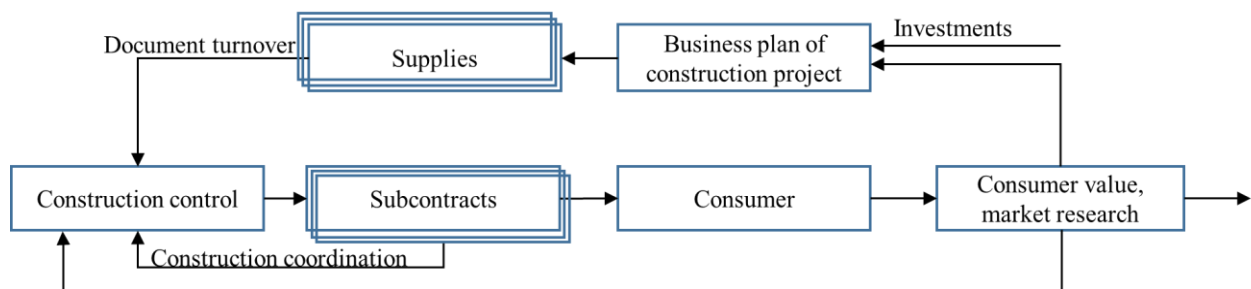 Document turnover
Supplies
Business plan of
construction project
Investments
Construction control
Subcontracts
Consumer
Consumer value,
market research
Construction coordination